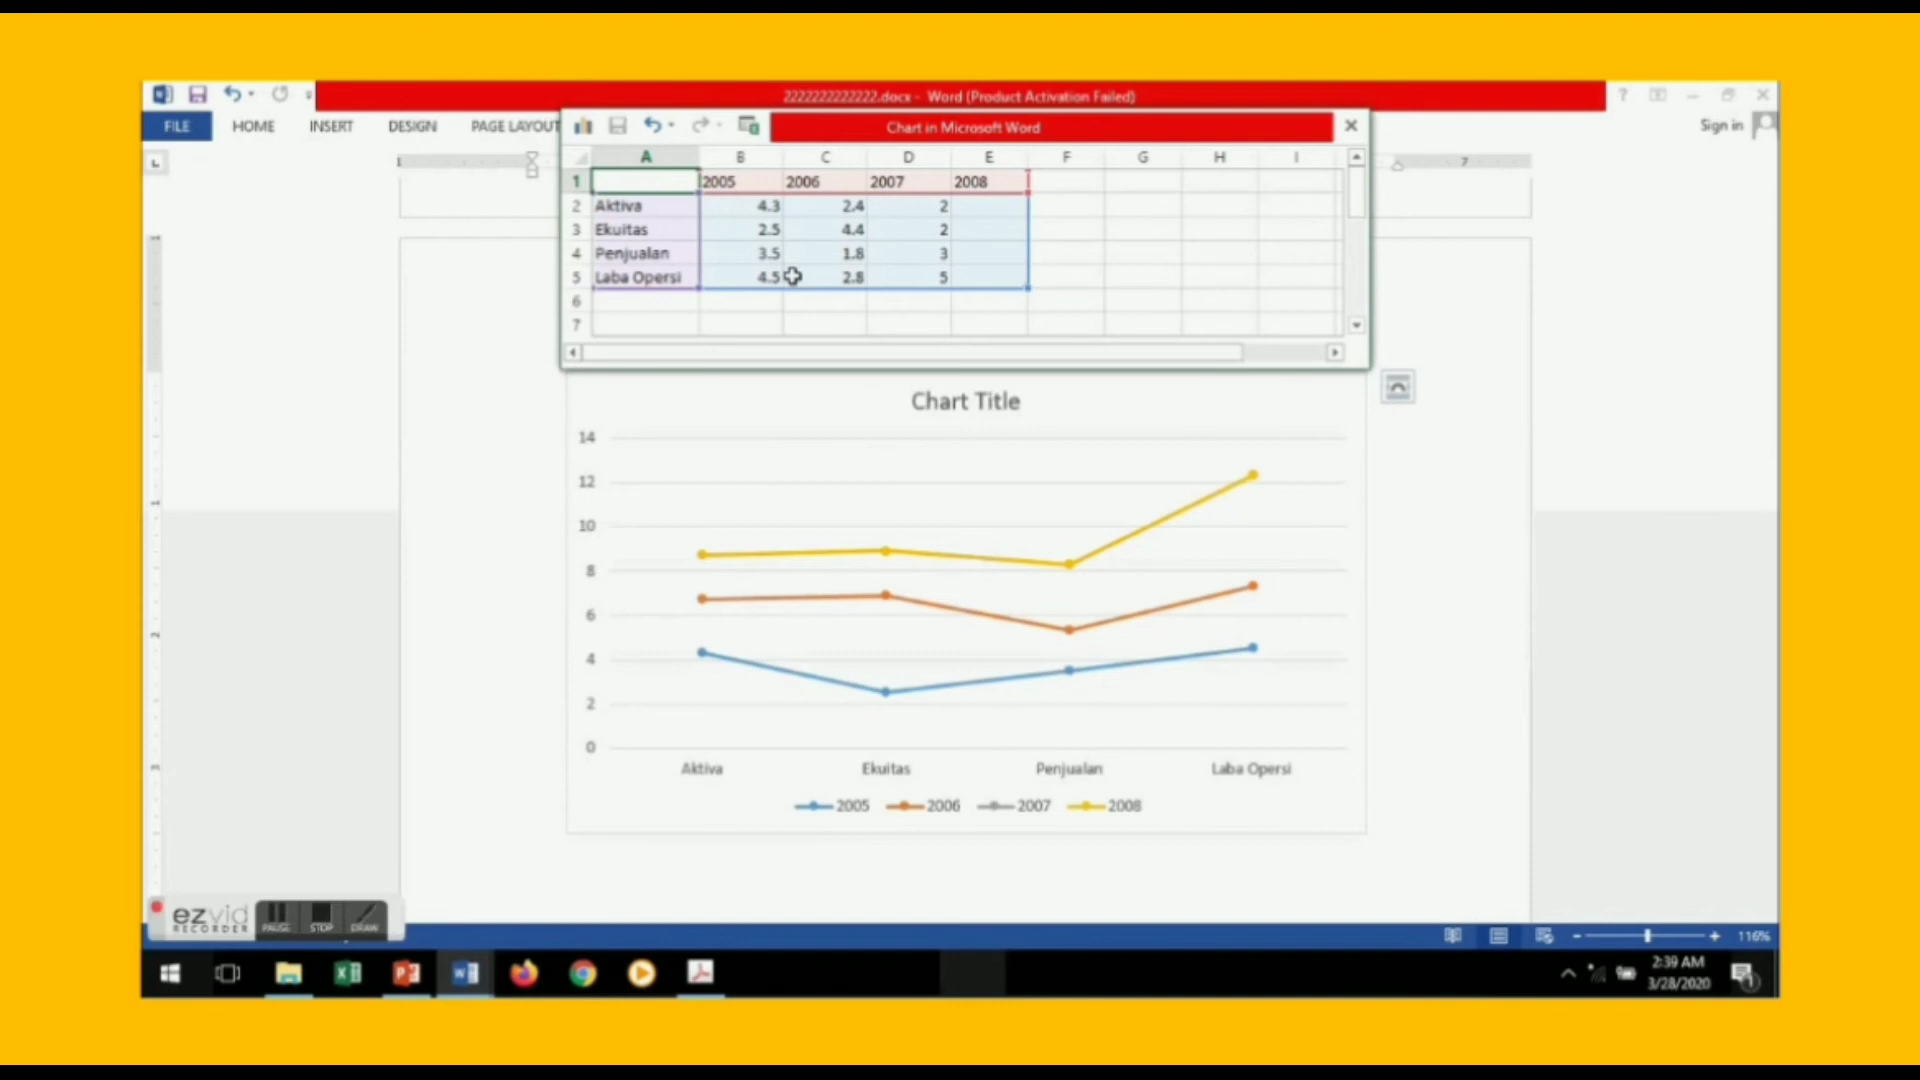 2222222222222.docx - Word (Product Activation Failed)
FILE HOME INSERT DESIGN PAGE LAYOUT
Sign in
Chart in Microsoft Word
A B C D E F G H I
1 2005 2006 2007 2008
2 Aktiva 4.3 2.4 2
3 Ekuitas 2.5 4.4 2
4 Penjualan 3.5 1.8 3
5 Laba Opersi 4.5 2.8 5
6
7
Chart Title
14
12
10
8
6
4
2
0
Aktiva Ekuitas Penjualan Laba Opersi
2005 2006 2007 2008
ezvid
RECORDER
PAUSE STOP DRAW
116%
2:39 AM
3/28/2020